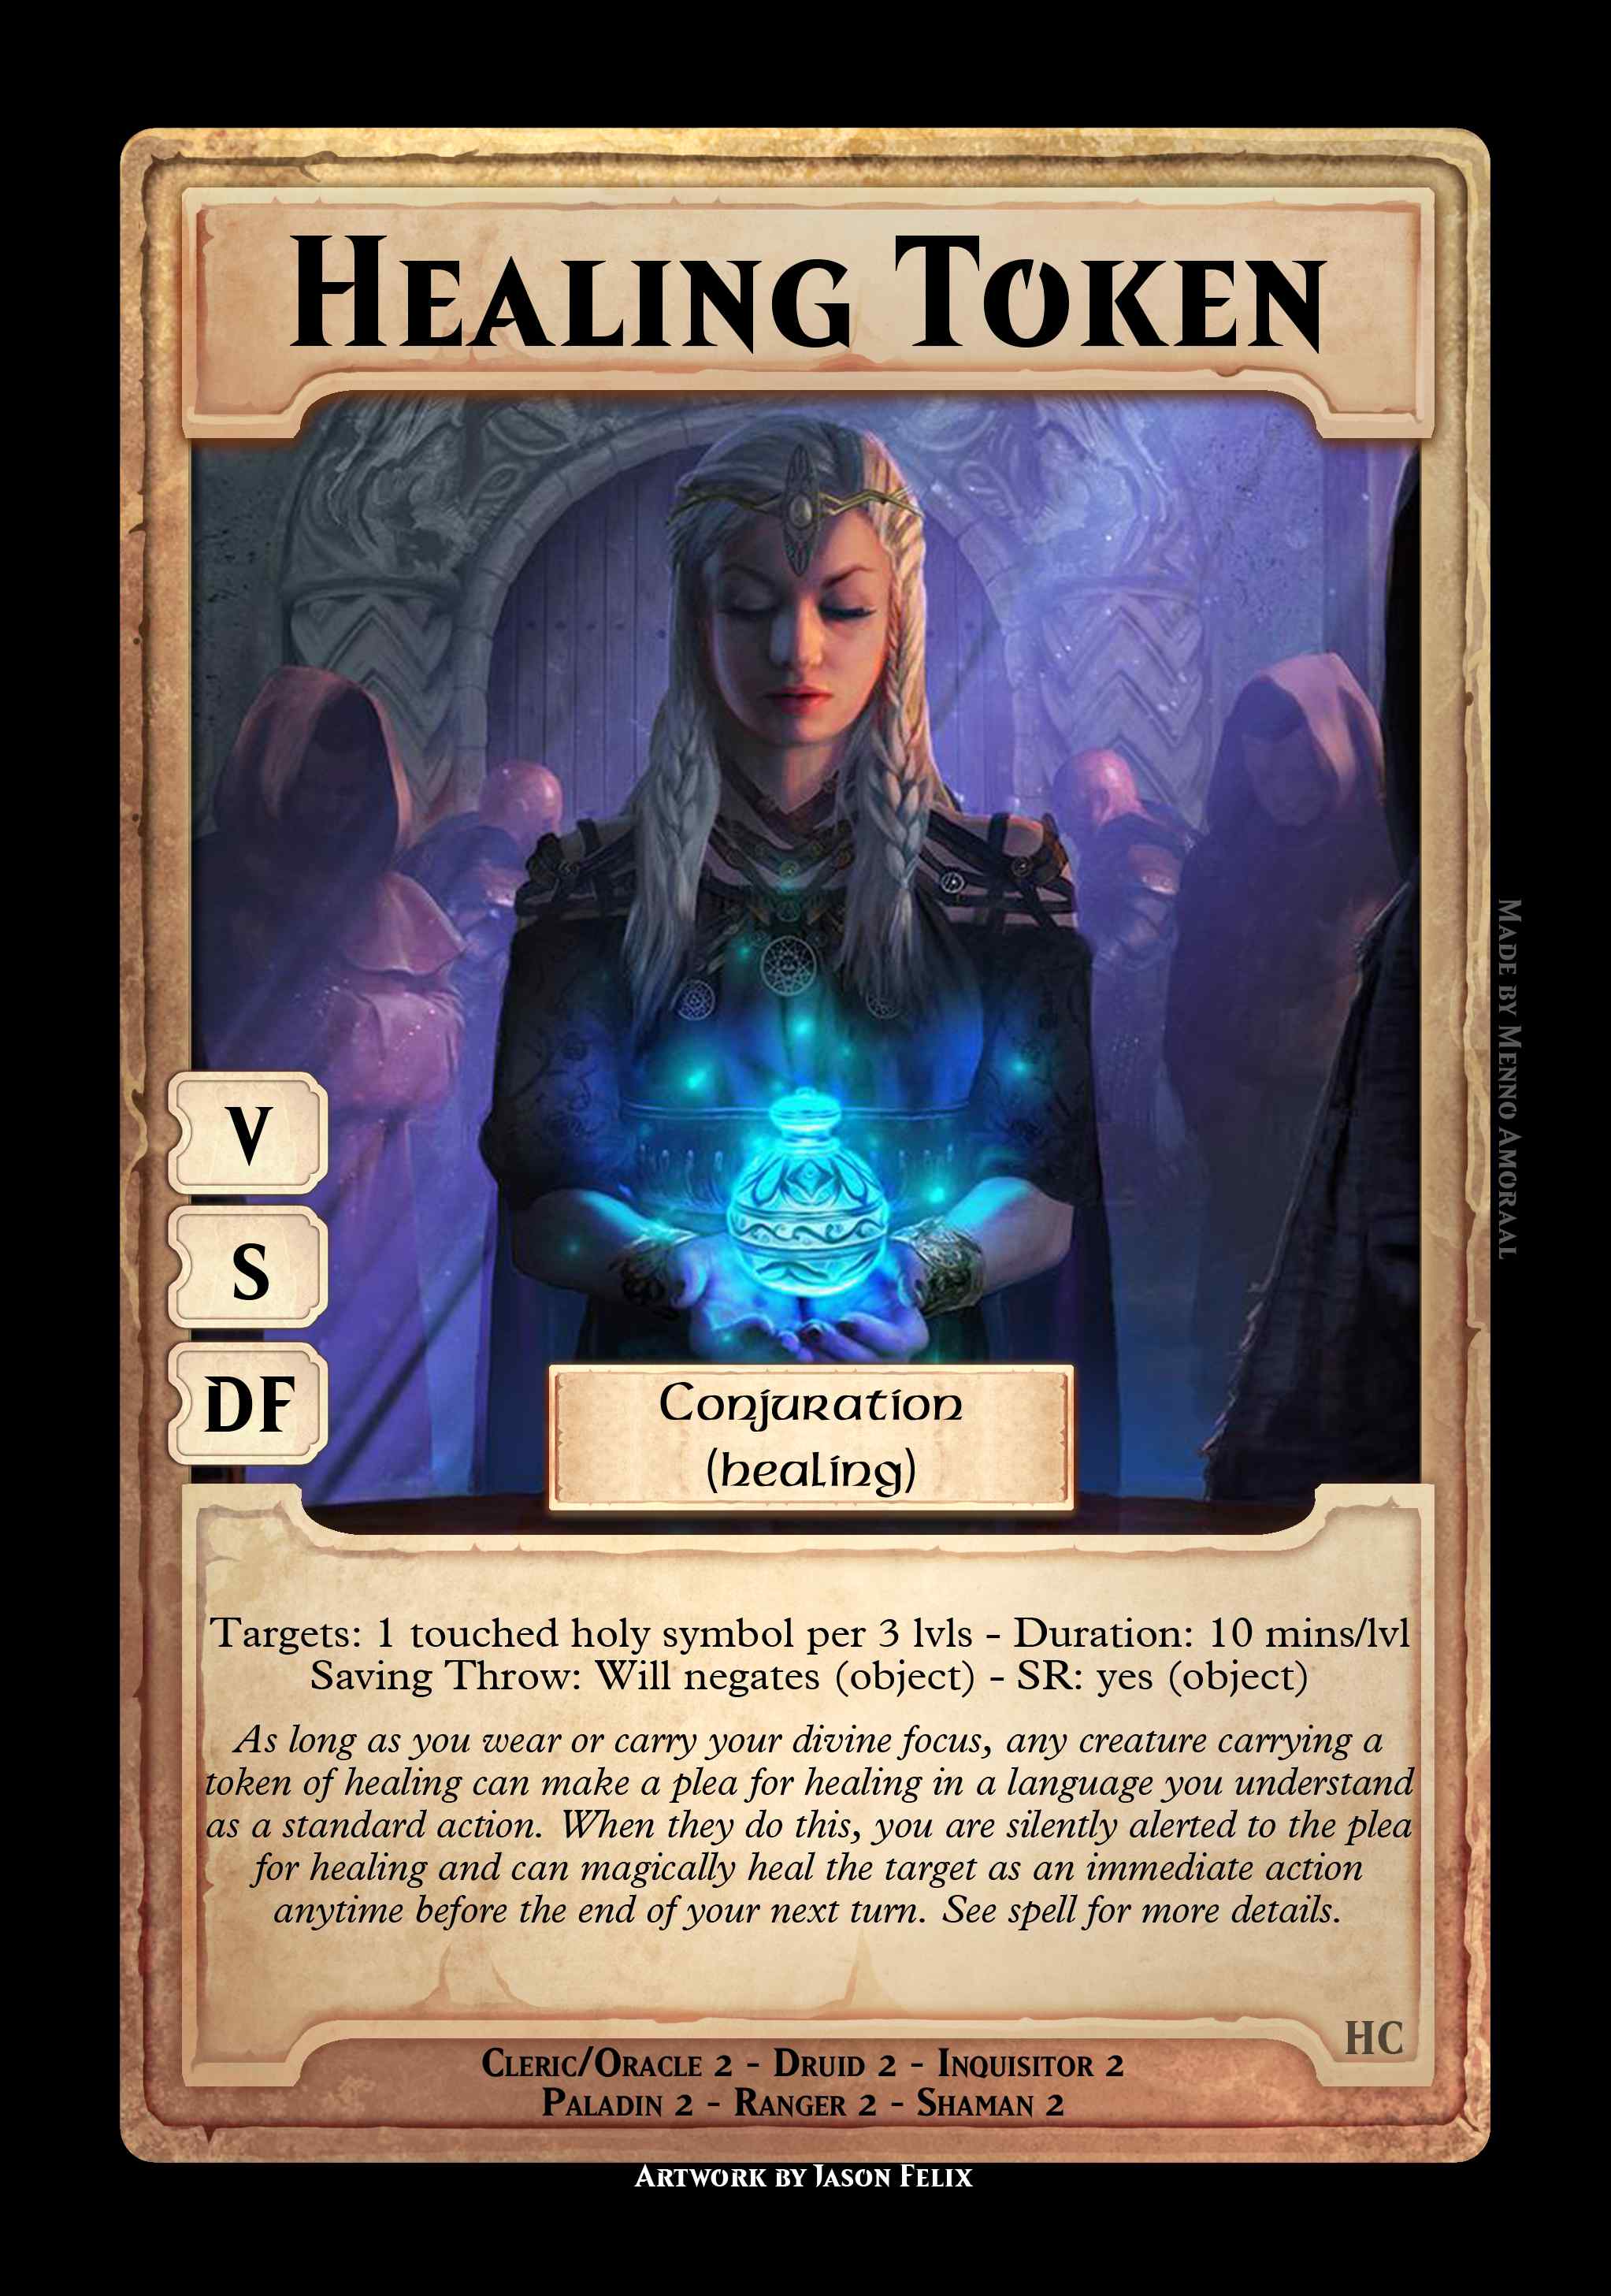 Healing Token
V
S
DF
Conjuration
(healing)
Targets: 1 touched holy symbol per 3 lvls - Duration: 10 mins/lvl
Saving Throw: Will negates (object) - SR: yes (object)
As long as you wear or carry your divine focus, any creature carrying a
token of healing can make a plea for healing in a language you understand
as a standard action. When they do this, you are silently alerted to the plea
for healing and can magically heal the target as an immediate action
anytime before the end of your next turn. See spell for more details.
HC
Cleric/Oracle 2 - Druid 2 - Inquisitor 2
Paladin 2 - Ranger 2 - Shaman 2
Artwork by Jason Felix
Made by Menno Amoraal